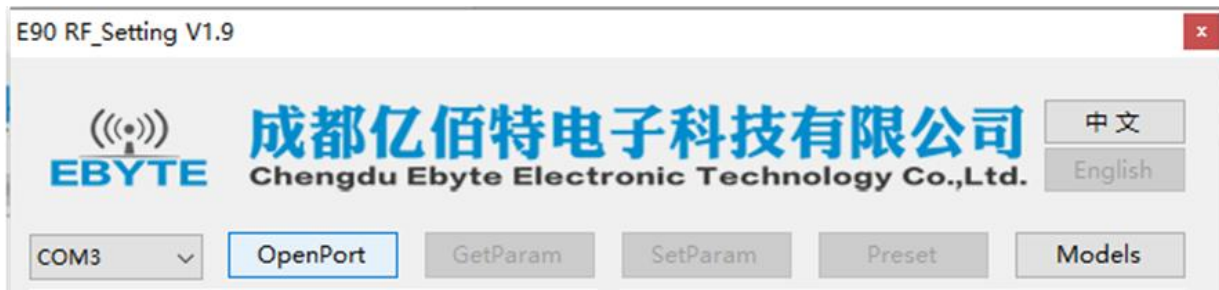 E90 RF_Setting V1.9
x
成都亿佰特电子科技有限公司
中文
EBYTE
Chengdu Ebyte Electronic Technology Co.,Ltd.
English
COM3
OpenPort
GetParam
SetParam
Preset
Models